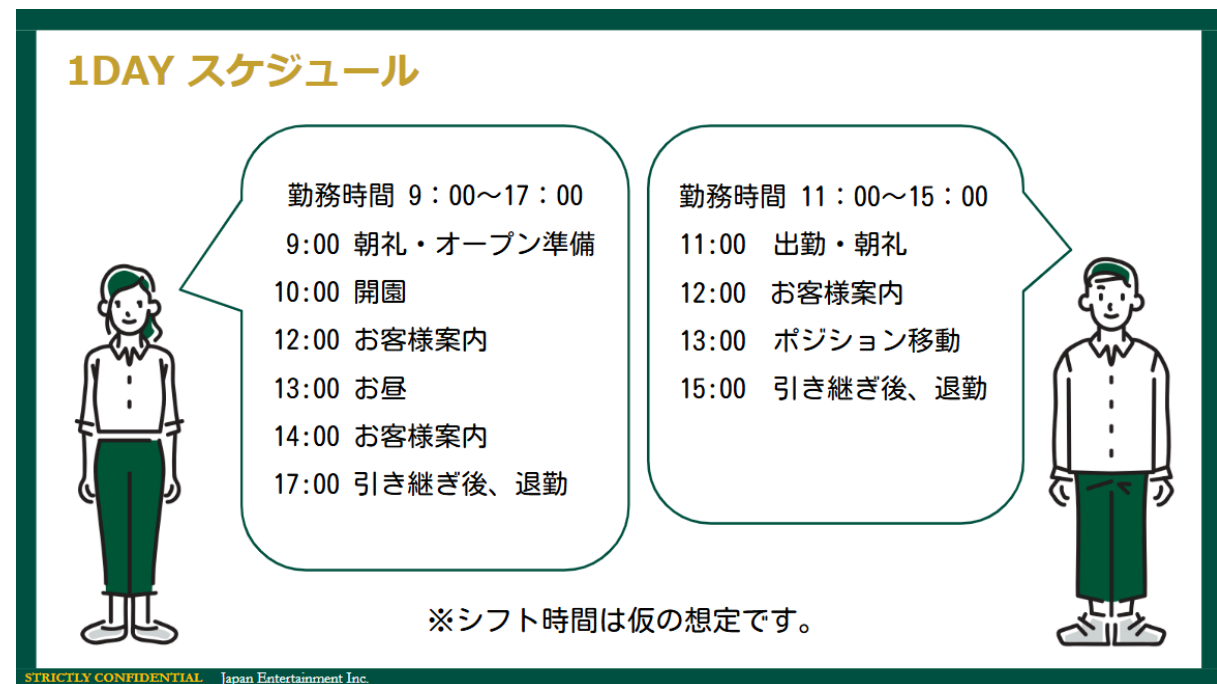 1DAY スケジュール
勤務時間 9：00～17：00
9:00 朝礼・オープン準備
10:00 開園
12:00 お客様案内
13:00 お昼
14:00 お客様案内
17:00 引き継ぎ後、退勤
勤務時間 11：00～15：00
11:00 出勤・朝礼
12:00 お客様案内
13:00 ポジション移動
15:00 引き継ぎ後、退勤
※シフト時間は仮の想定です。
STRICTLY CONFIDENTIAL Japan Entertainment Inc.